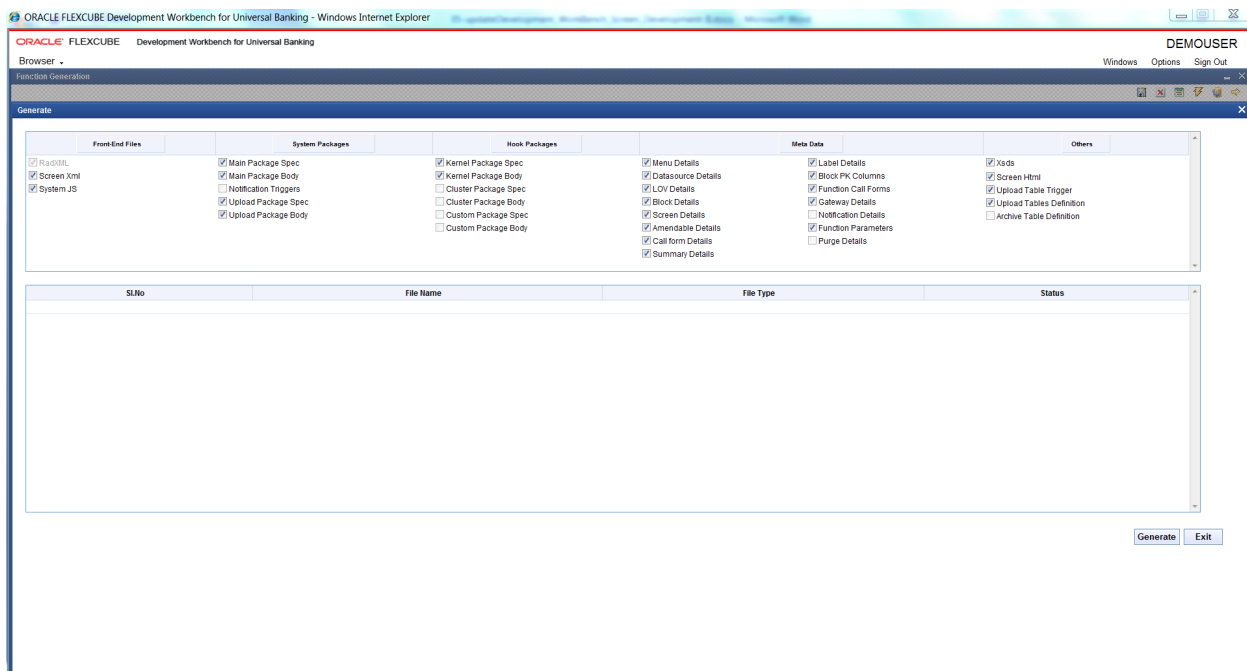 ORACLE FLEXCUBE Development Workbench for Universal Banking - Windows Internet Explorer
ORACLE FLEXCUBE Development Workbench for Universal Banking
DEMOUSER
Browser
Windows Options Sign Out
Function Generation
Generate
Front-End Files System Packages Hook Packages Meta Data Others
RadXML Main Package Spec Kernel Package Spec Menu Details Label Details Xsds
Screen Xml Main Package Body Kernel Package Body Datasource Details Block PK Columns Screen Html
System JS Notification Triggers Cluster Package Spec LOV Details Function Call Forms Upload Table Trigger
Upload Package Spec Cluster Package Body Block Details Gateway Details Upload Tables Definition
Upload Package Body Custom Package Spec Screen Details Notification Details Archive Table Definition
Custom Package Body Amendable Details Function Parameters
Call form Details Purge Details
Summary Details
Sl.No File Name File Type Status
Generate Exit